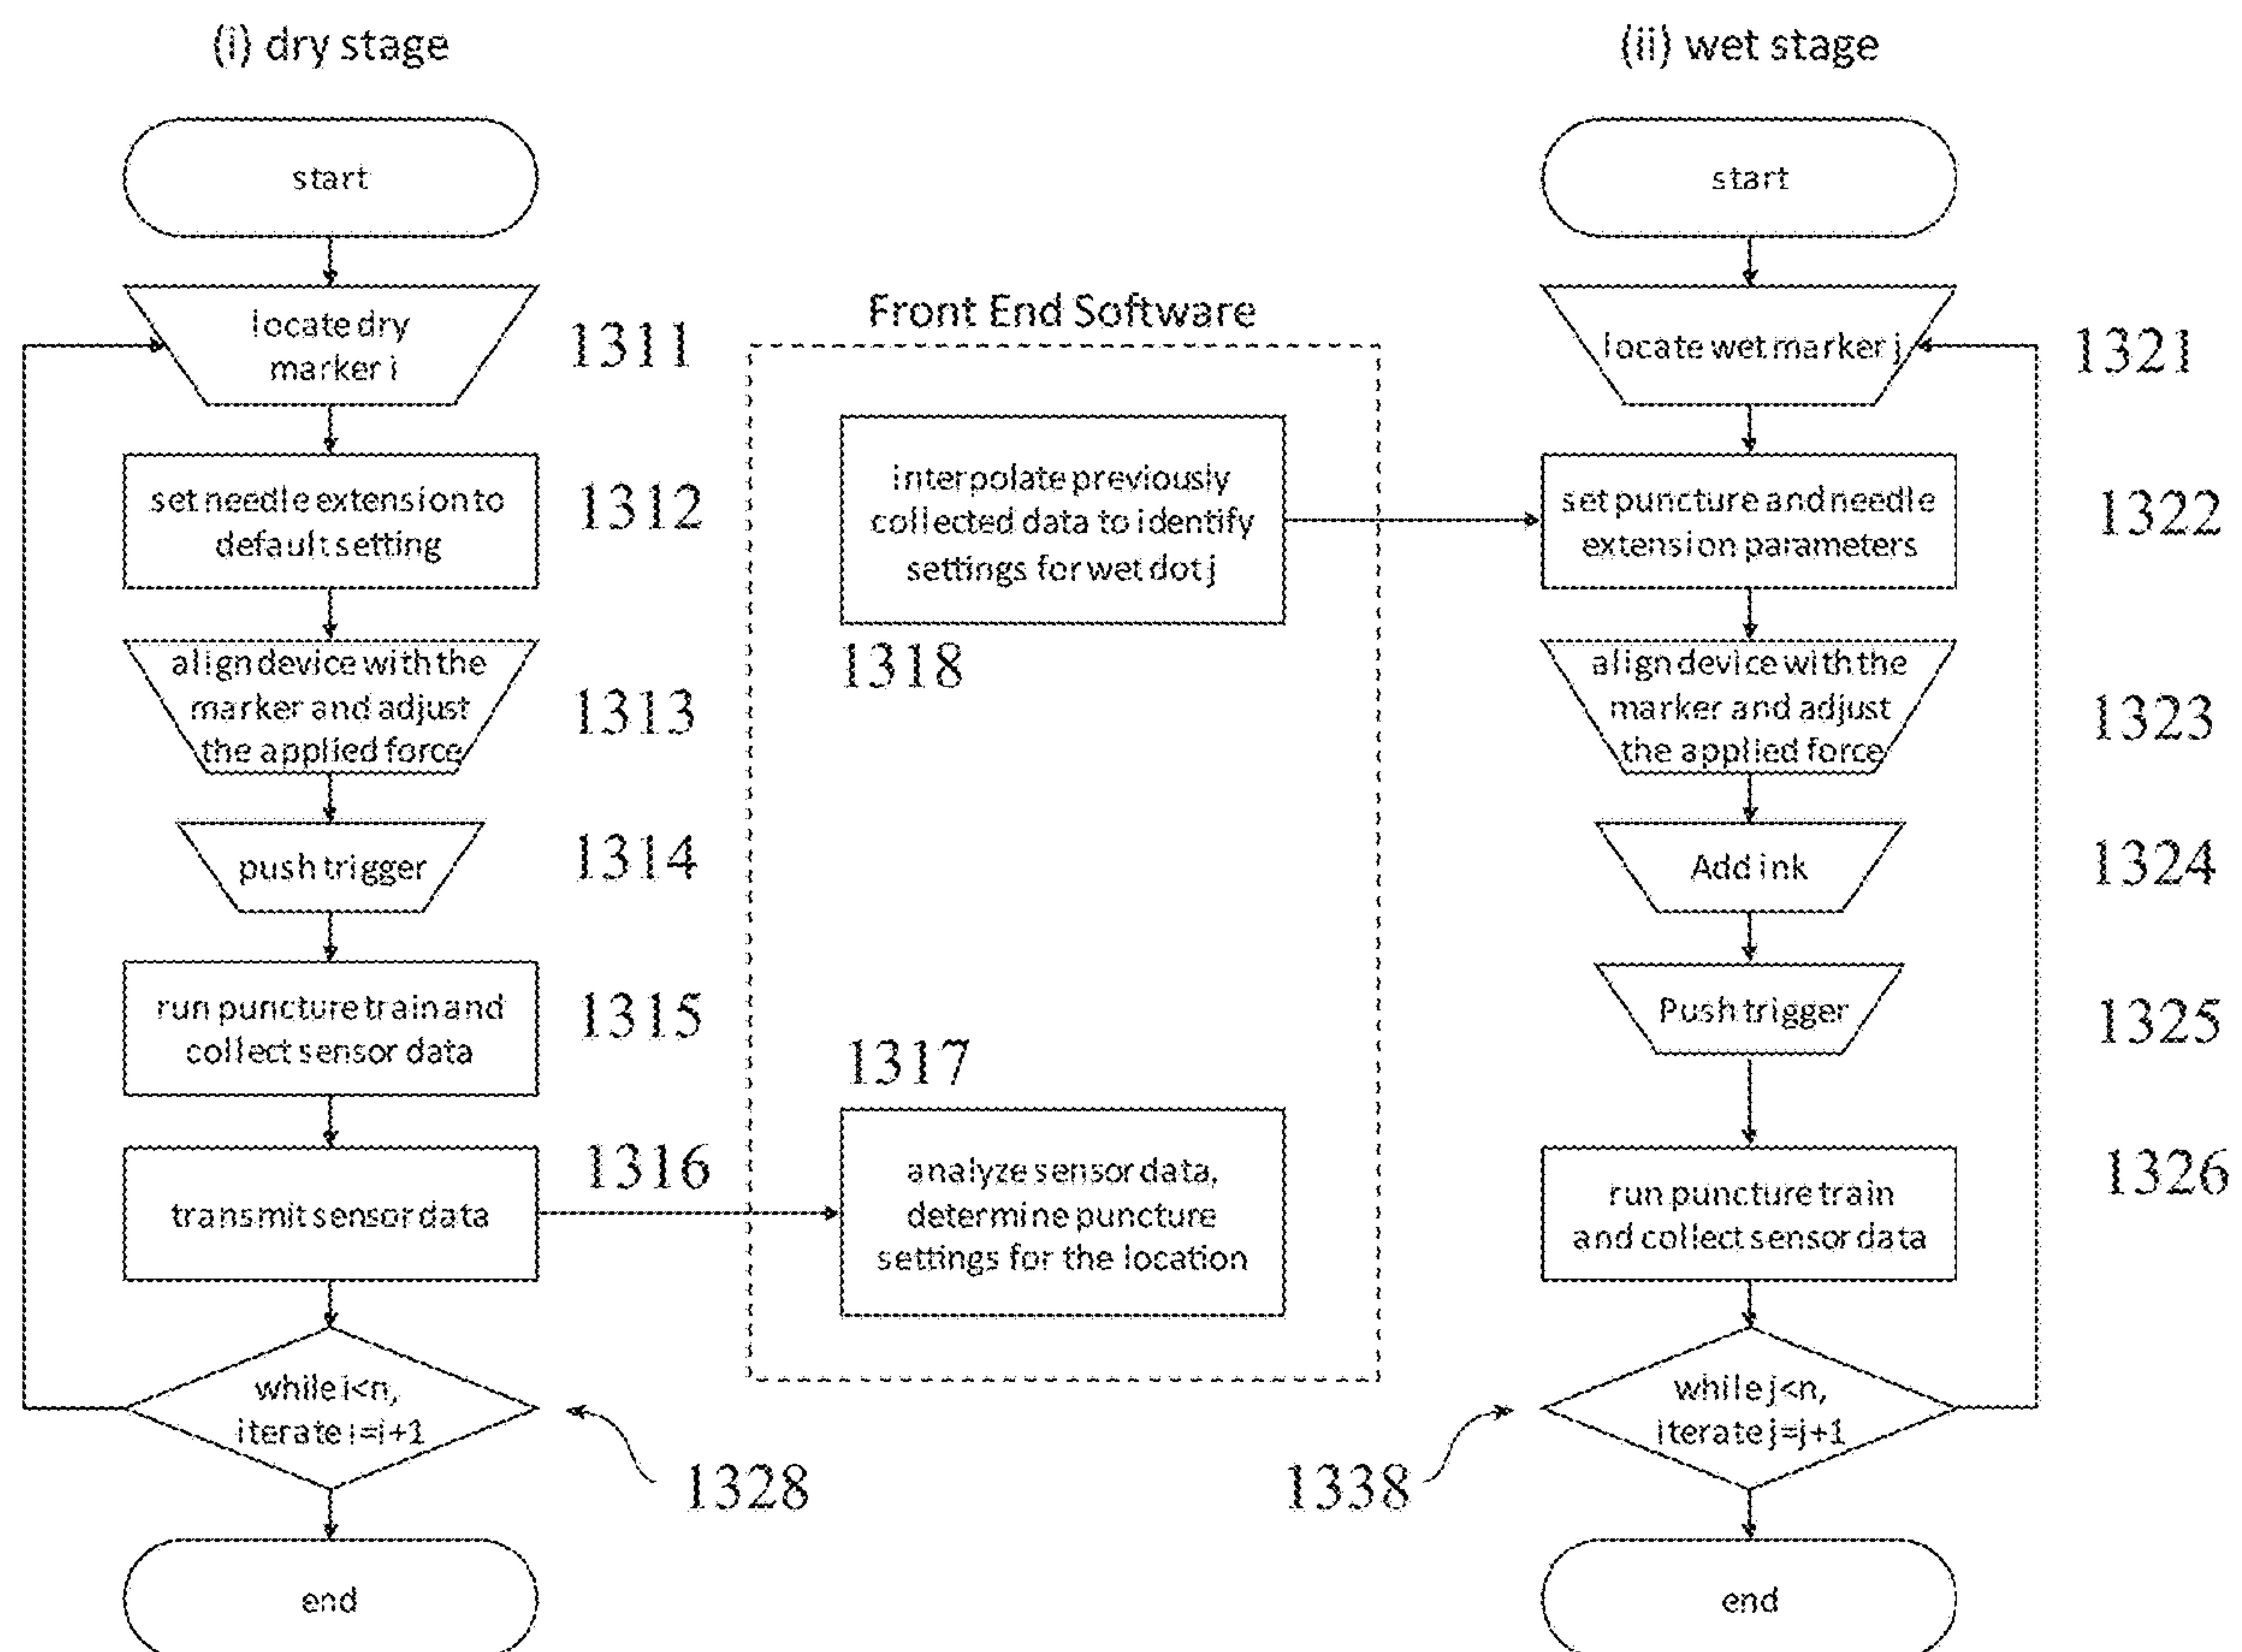 (i) dry stage
start
locate dry
marker i
1311
set needle extension to
default setting
1312
align device with the
marker and adjust
the applied force
1313
push trigger
1314
run puncture train and
collect sensor data
1315
transmit sensor data
1316
while i<n,
iterate i=i+1
1328
end
Front End Software
interpolate previously
collected data to identify
settings for wet dot j
1318
1317
analyze sensor data,
determine puncture
settings for the location
(ii) wet stage
start
locate wet marker j
1321
set puncture and needle
extension parameters
1322
align device with the
marker and adjust
the applied force
1323
Add ink
1324
Push trigger
1325
run puncture train
and collect sensor data
1326
while j<n,
iterate j=j+1
1338
end